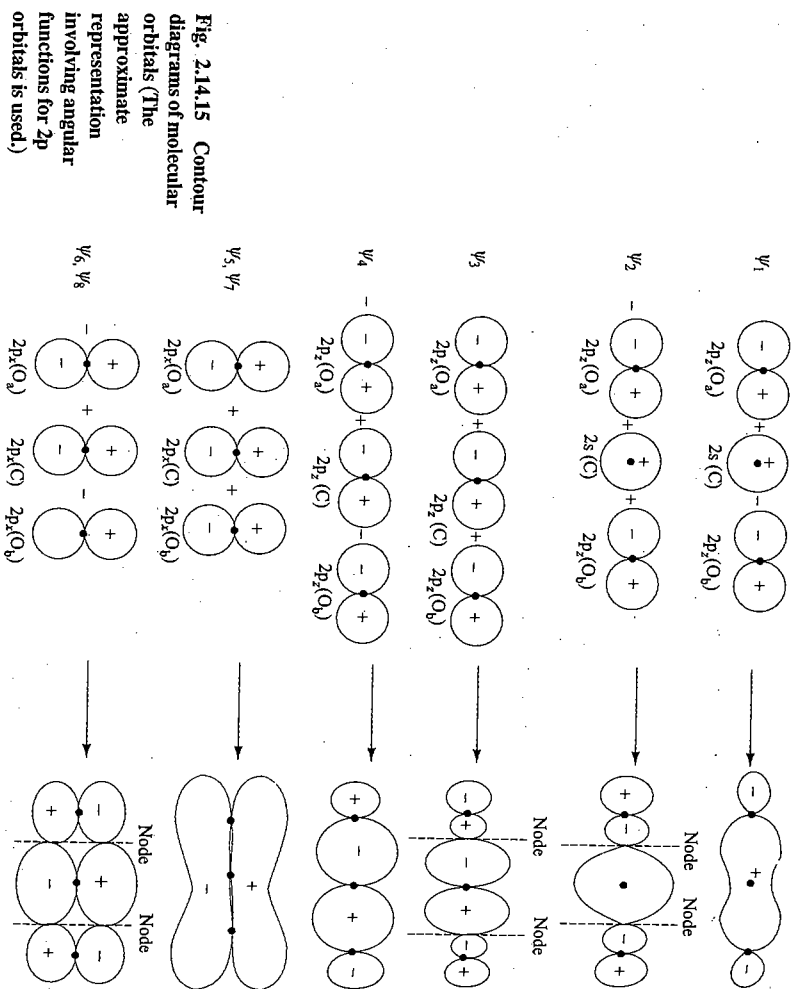 Fig. 2.14.15 Contour
diagrams of molecular
orbitals (The
approximate
representation
involving angular
functions for 2p
orbitals is used.)
ψ1
− + + + − − +
2pz(Oa) 2s (C) 2pz(Ob)
− + −
ψ2
− − + + + + − +
2pz(Oa) 2s (C) 2pz(Ob)
Node Node
+ − − +
ψ3
− + + − + + − +
2pz(Oa) 2pz (C) 2pz(Ob)
Node Node
− + − + − +
ψ4
− − + + − + − − +
2pz(Oa) 2pz (C) 2pz(Ob)
+ − + −
ψ5, ψ7
+ + +
+ +
− − −
2px(Oa) 2px(C) 2px(Ob)
+
−
ψ6, ψ8
+ + +
− + −
− − −
2px(Oa) 2px(C) 2px(Ob)
Node Node
− + −
+ − +